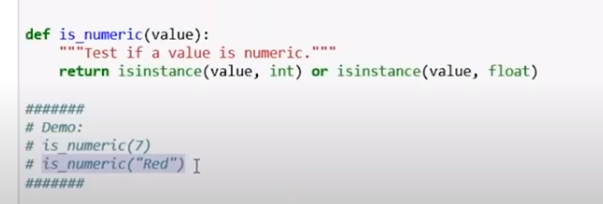 def is_numeric(value):
    """Test if a value is numeric."""
    return isinstance(value, int) or isinstance(value, float)

#######
# Demo:
# is_numeric(7)
# is_numeric("Red")
#######